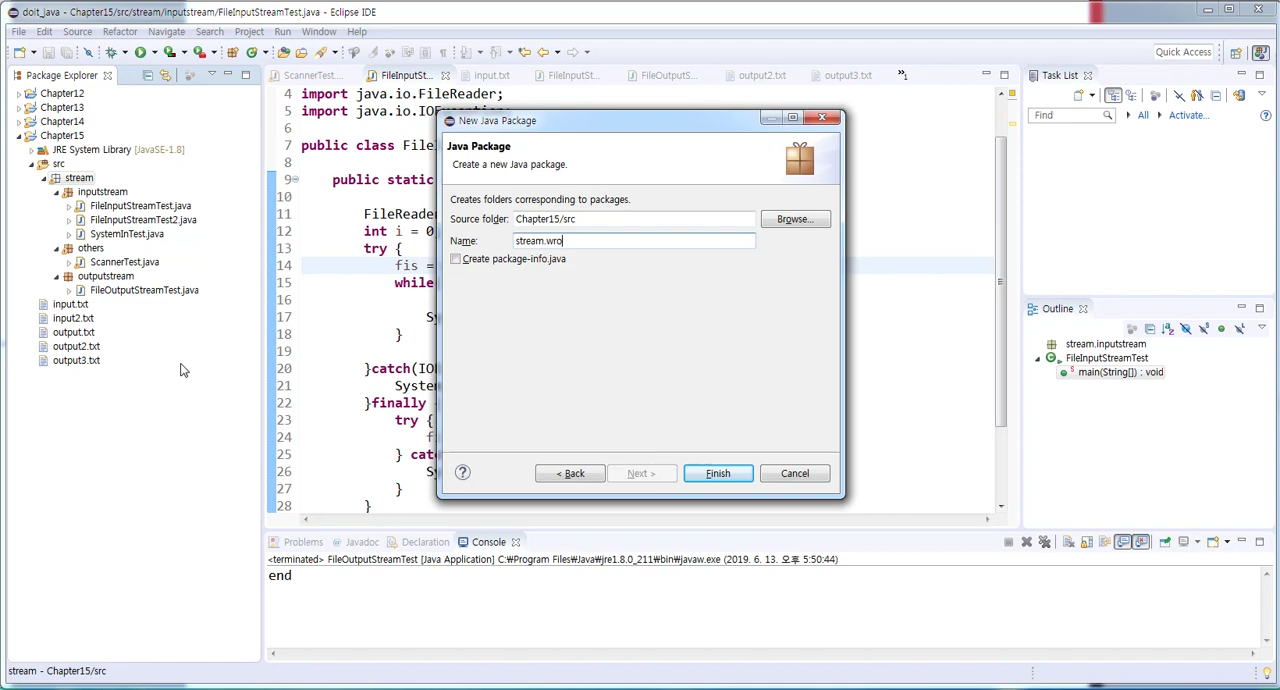 doit_java - Chapter15/src/stream/inputstream/FileInputStreamTest.java - Eclipse IDE
File Edit Source Refactor Navigate Search Project Run Window Help
Quick Access
Package Explorer
ScannerTest.... FileInputSt... input.txt FileInputSt... FileOutputS... output2.txt output3.txt
Task List
Chapter12
Chapter13
Chapter14
Chapter15
JRE System Library [JavaSE-1.8]
src
stream
inputstream
FileInputStreamTest.java
FileInputStreamTest2.java
SystemInTest.java
others
ScannerTest.java
outputstream
FileOutputStreamTest.java
input.txt
input2.txt
output.txt
output2.txt
output3.txt
4 import java.io.FileReader;
5 import java.io.IOException;
6
7 public class File
8
9 public static
10
11 FileReader
12 int i = 0
13 try {
14 fis =
15 while
16
17 Sy
18 }
19
20 }catch(IO
21 System
22 }finally
23 try {
24 f
25 } catc
26 Sy
27 }
28 }
New Java Package
Java Package
Create a new Java package.
Creates folders corresponding to packages.
Source folder: Chapter15/src Browse...
Name: stream.wro
Create package-info.java
< Back Next > Finish Cancel
Find All Activate...
Outline
stream.inputstream
FileInputStreamTest
main(String[]) : void
Problems Javadoc Declaration Console
<terminated> FileOutputStreamTest [Java Application] C:₩Program Files₩Java₩jre1.8.0_211₩bin₩javaw.exe (2019. 6. 13. 오후 5:50:44)
end
stream - Chapter15/src